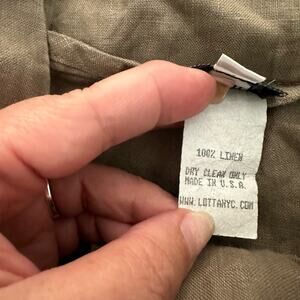 100% LINEN
DRY CLEAN ONLY
MADE IN U.S.A
WWW.LOTTANYC.COM